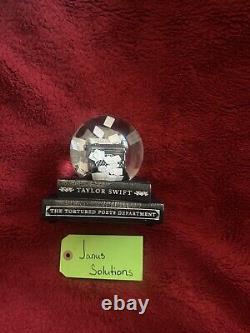 TAYLOR SWIFT
THE TORTURED POETS DEPARTMENT
Janus
Solutions